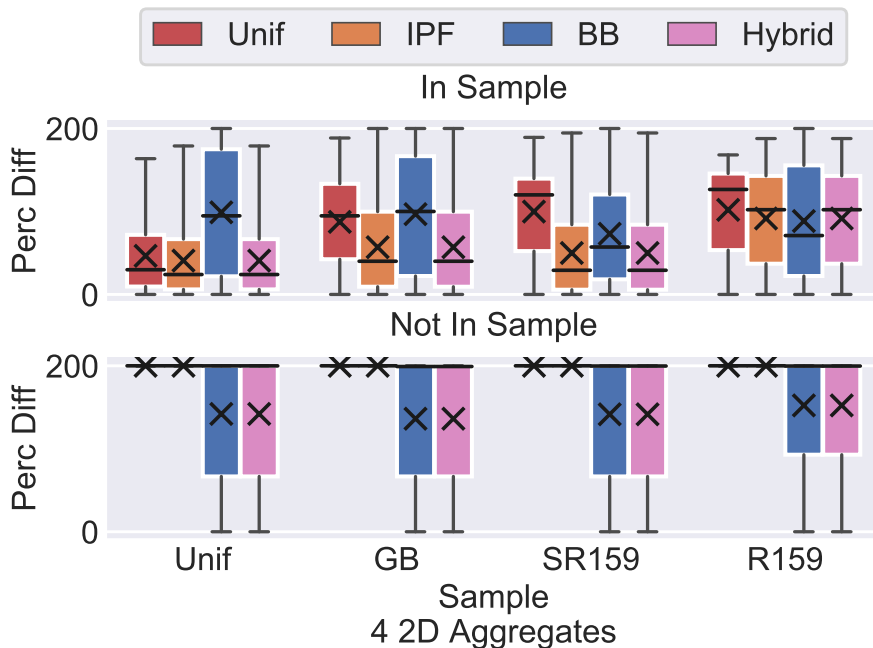 Unif IPF BB Hybrid
In Sample
200
Perc Diff
0
Not In Sample
200
Perc Diff
0
Unif GB SR159 R159
Sample
4 2D Aggregates